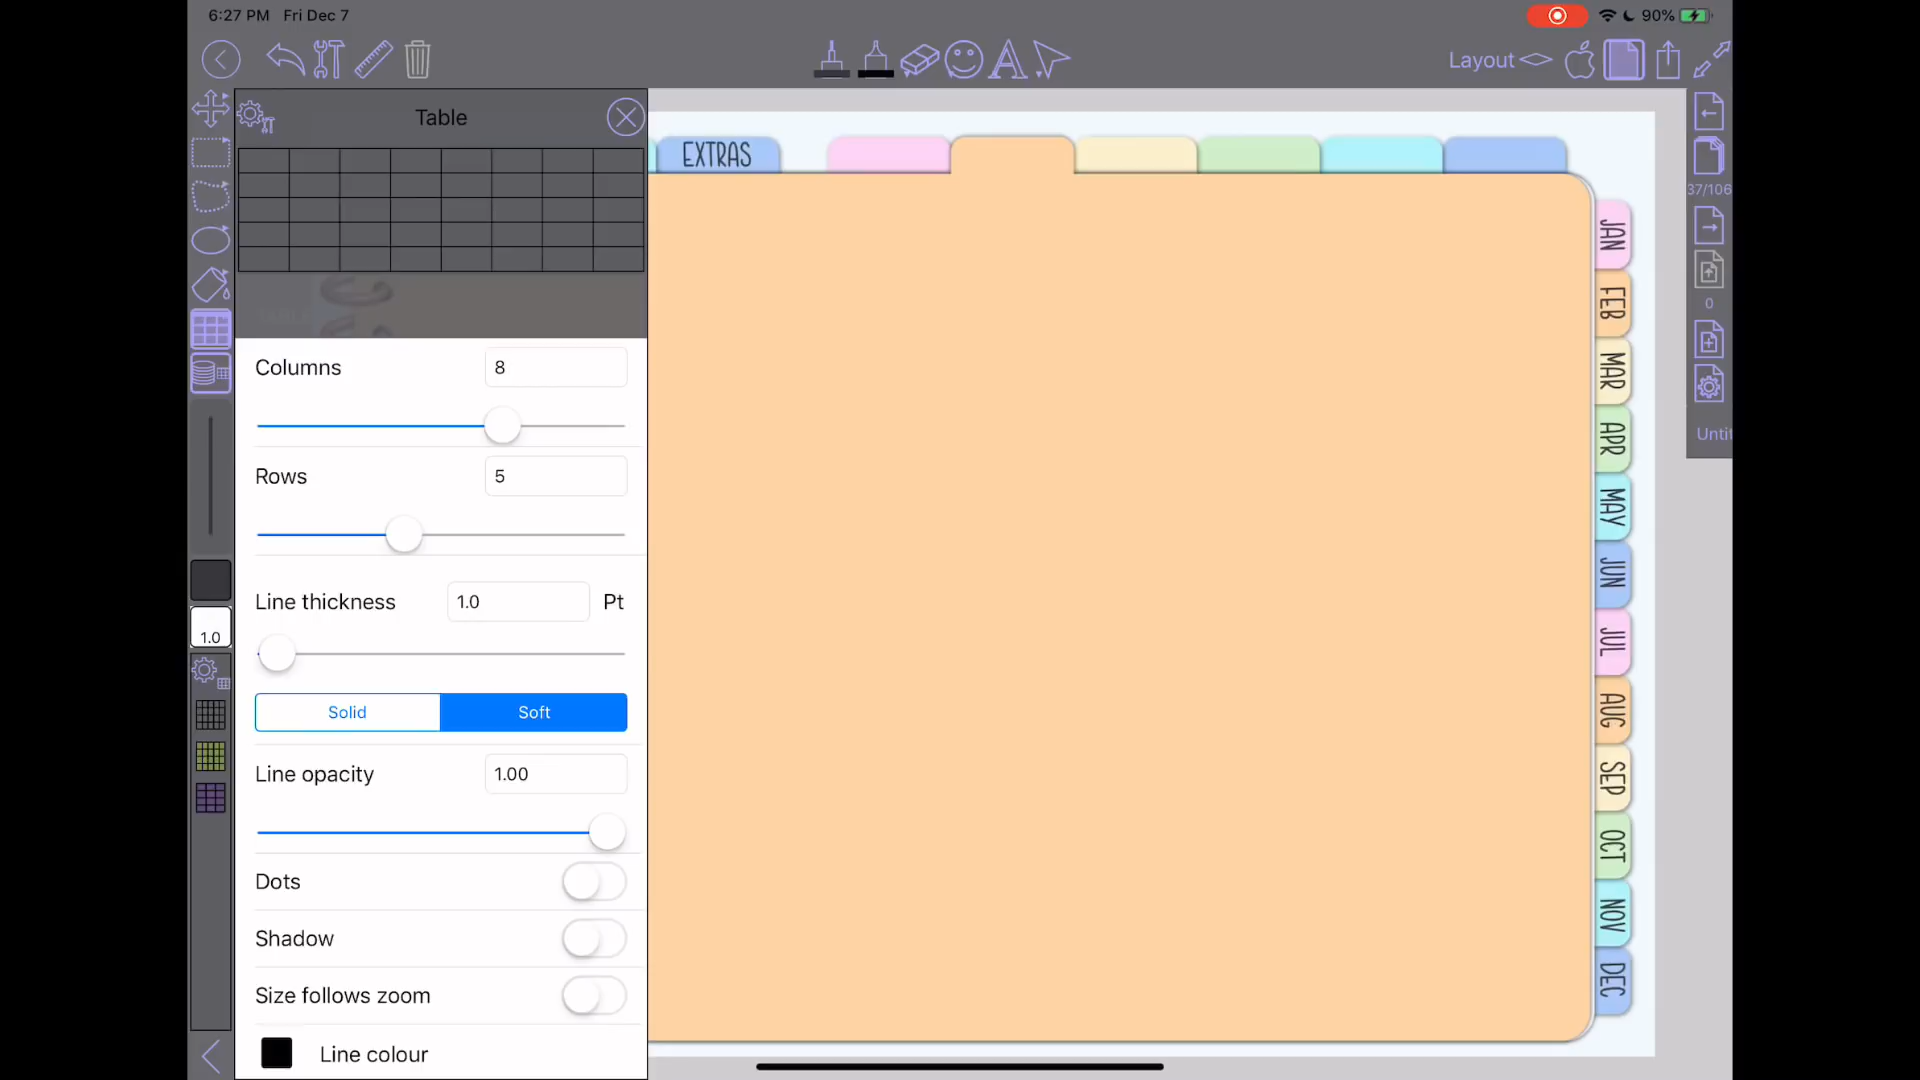 6:27 PM Fri Dec 7
90%
Layout
Table
EXTRAS
37/106
0
Columns
8
Rows
5
Line thickness
1.0
Pt
1.0
Solid
Soft
Line opacity
1.00
Dots
Shadow
Size follows zoom
Line colour
JAN
FEB
MAR
APR
MAY
JUN
JUL
AUG
SEP
OCT
NOV
DEC
Untit